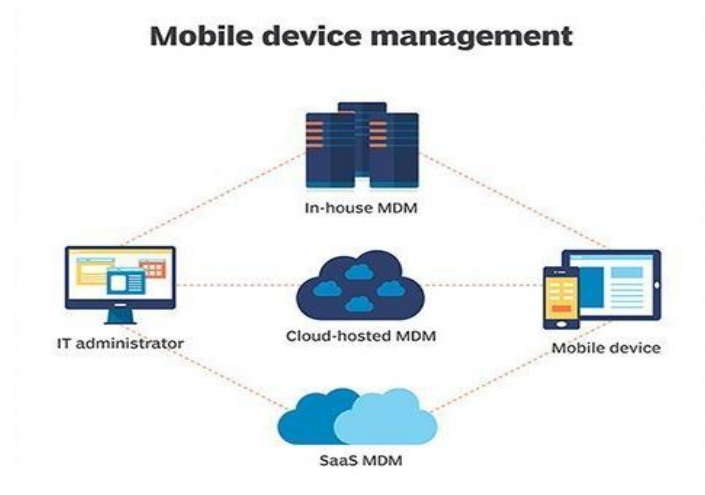 Mobile device management
In-house MDM
IT administrator
Cloud-hosted MDM
Mobile device
SaaS MDM